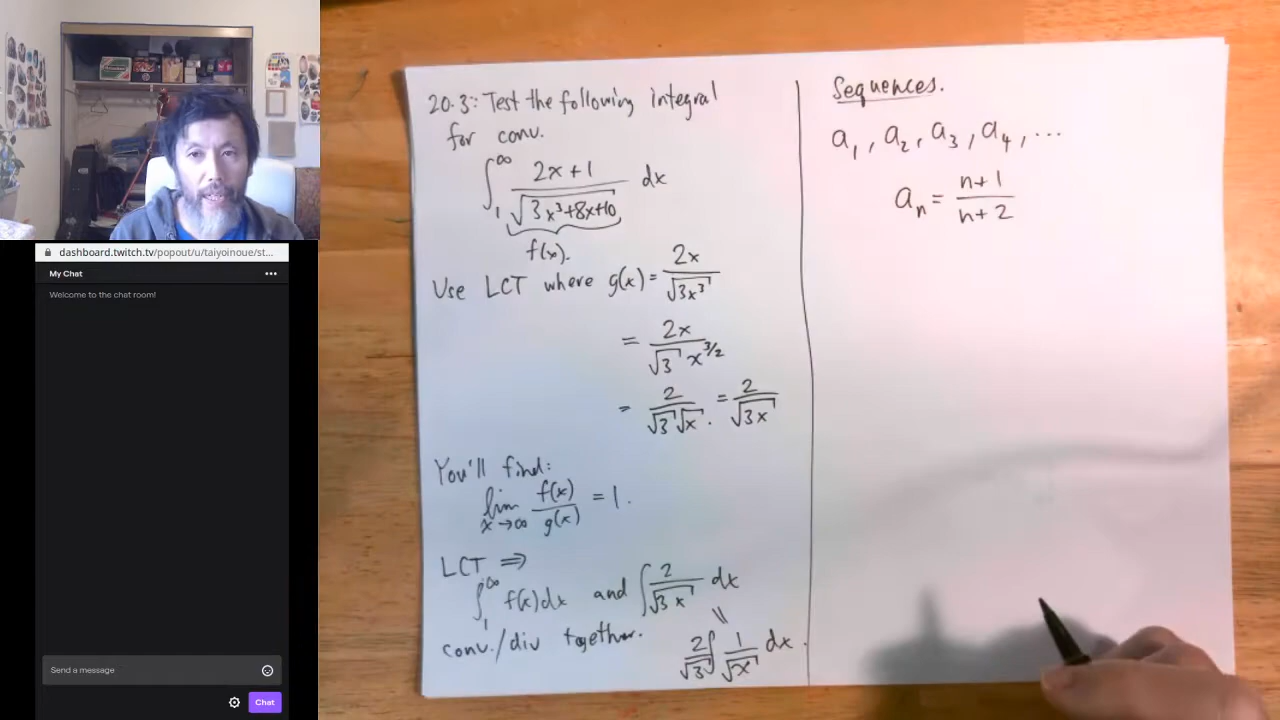 dashboard.twitch.tv/popout/u/taiyoinoue/st...
My Chat
Welcome to the chat room!
Send a message
Chat
20.3: Test the following integral
for conv.
∫₁^∞ (2x+1)/√(3x³+8x+10) dx
f(x).
Use LCT where g(x) = 2x/√(3x³)
= 2x/(√3 x^(3/2))
= 2/(√3 √x). = 2/√(3x)
You'll find:
lim x→∞ f(x)/g(x) = 1.
LCT ⇒
∫₁^∞ f(x)dx and ∫ 2/√(3x) dx
conv./div together.
= 2/√3 ∫ 1/√x dx.
Sequences.
a₁, a₂, a₃, a₄, ...
aₙ = (n+1)/(n+2)